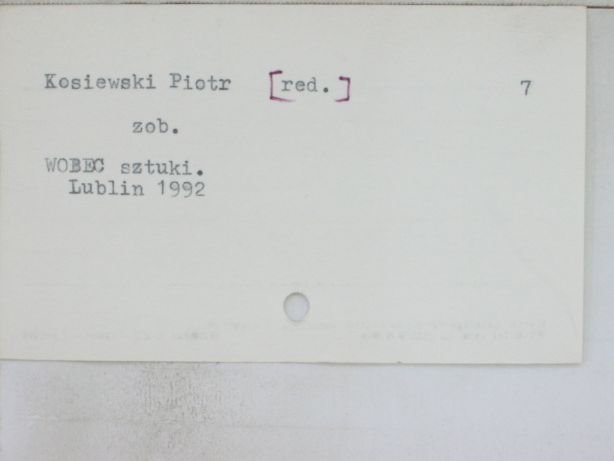 Kosiewski Piotr [red.] 7
zob.
WOBEC sztuki.
Lublin 1992